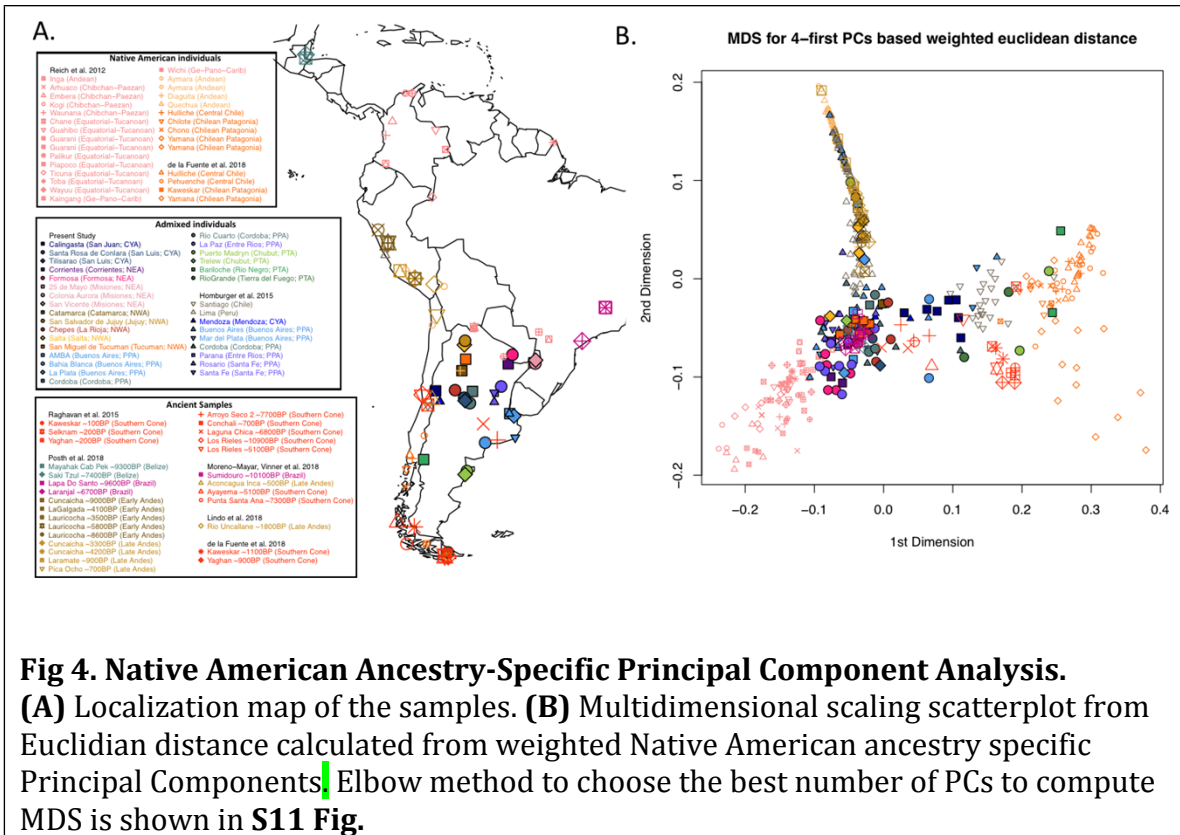 A.
Native American individuals
Reich et al. 2012
Inga (Andean)
Arhuaco (Chibchan–Paezan)
Embera (Chibchan–Paezan)
Kogi (Chibchan–Paezan)
Waunana (Chibchan–Paezan)
Chane (Equatorial–Tucanoan)
Guahibo (Equatorial–Tucanoan)
Guarani (Equatorial–Tucanoan)
Guarani (Equatorial–Tucanoan)
Palikur (Equatorial–Tucanoan)
Piapoco (Equatorial–Tucanoan)
Ticuna (Equatorial–Tucanoan)
Toba (Equatorial–Tucanoan)
Wayuu (Equatorial–Tucanoan)
Kaingang (Ge–Pano–Carib)
Wichi (Ge–Pano–Carib)
Aymara (Andean)
Aymara (Andean)
Diaguita (Andean)
Quechua (Andean)
Hulliche (Central Chile)
Chilote (Chilean Patagonia)
Chono (Chilean Patagonia)
Yamana (Chilean Patagonia)
Yamana (Chilean Patagonia)
de la Fuente et al. 2018
Huilliche (Central Chile)
Pehuenche (Central Chile)
Kaweskar (Chilean Patagonia)
Yamana (Chilean Patagonia)
Admixed individuals
Present Study
Calingasta (San Juan; CYA)
Santa Rosa de Conlara (San Luis; CYA)
Tilisarao (San Luis; CYA)
Corrientes (Corrientes; NEA)
Formosa (Formosa; NEA)
25 de Mayo (Misiones; NEA)
Colonia Aurora (Misiones; NEA)
San Vicente (Misiones; NEA)
Catamarca (Catamarca; NWA)
San Salvador de Jujuy (Jujuy; NWA)
Chepes (La Rioja; NWA)
Salta (Salta; NWA)
San Miguel de Tucuman (Tucuman; NWA)
AMBA (Buenos Aires; PPA)
Bahia Blanca (Buenos Aires; PPA)
La Plata (Buenos Aires; PPA)
Cordoba (Cordoba; PPA)
Rio Cuarto (Cordoba; PPA)
La Paz (Entre Rios; PPA)
Puerto Madryn (Chubut; PTA)
Trelew (Chubut; PTA)
Bariloche (Rio Negro; PTA)
RioGrande (Tierra del Fuego; PTA)
Homburger et al. 2015
Santiago (Chile)
Lima (Peru)
Mendoza (Mendoza; CYA)
Buenos Aires (Buenos Aires; PPA)
Mar del Plata (Buenos Aires; PPA)
Cordoba (Cordoba; PPA)
Parana (Entre Rios; PPA)
Rosario (Santa Fe; PPA)
Santa Fe (Santa Fe; PPA)
Ancient Samples
Raghavan et al. 2015
Kaweskar ~100BP (Southern Cone)
Selknam ~200BP (Southern Cone)
Yaghan ~200BP (Southern Cone)
Posth et al. 2018
Mayahak Cab Pek ~9300BP (Belize)
Saki Tzul ~7400BP (Belize)
Lapa Do Santo ~9600BP (Brazil)
Laranjal ~6700BP (Brazil)
Cuncaicha ~9000BP (Early Andes)
LaGalgada ~4100BP (Early Andes)
Lauricocha ~3500BP (Early Andes)
Lauricocha ~5800BP (Early Andes)
Lauricocha ~8600BP (Early Andes)
Cuncaicha ~3300BP (Late Andes)
Cuncaicha ~4200BP (Late Andes)
Laramate ~900BP (Late Andes)
Pica Ocho ~700BP (Late Andes)
Arroyo Seco 2 ~7700BP (Southern Cone)
Conchali ~700BP (Southern Cone)
Laguna Chica ~6800BP (Southern Cone)
Los Rieles ~10900BP (Southern Cone)
Los Rieles ~5100BP (Southern Cone)
Moreno–Mayar, Vinner et al. 2018
Sumidouro ~10100BP (Brazil)
Aconcagua Inca ~500BP (Late Andes)
Ayayema ~5100BP (Southern Cone)
Punta Santa Ana ~7300BP (Southern Cone)
Lindo et al. 2018
Rio Uncallane ~1800BP (Late Andes)
de la Fuente et al. 2018
Kaweskar ~1100BP (Southern Cone)
Yaghan ~900BP (Southern Cone)
B.
MDS for 4–first PCs based weighted euclidean distance
2nd Dimension
0.2
0.1
0.0
−0.1
−0.2
−0.2
−0.1
0.0
0.1
0.2
0.3
0.4
1st Dimension
Fig 4. Native American Ancestry-Specific Principal Component Analysis.
(A) Localization map of the samples. (B) Multidimensional scaling scatterplot from
Euclidian distance calculated from weighted Native American ancestry specific
Principal Components. Elbow method to choose the best number of PCs to compute
MDS is shown in S11 Fig.